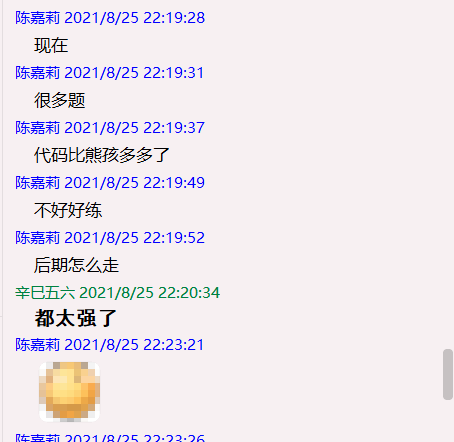 陈嘉莉 2021/8/25 22:19:28
现在
陈嘉莉 2021/8/25 22:19:31
很多题
陈嘉莉 2021/8/25 22:19:37
代码比熊孩多多了
陈嘉莉 2021/8/25 22:19:49
不好好练
陈嘉莉 2021/8/25 22:19:52
后期怎么走
辛巳五六 2021/8/25 22:20:34
都太强了
陈嘉莉 2021/8/25 22:23:21
陈嘉莉 2021/8/25 22:23:26